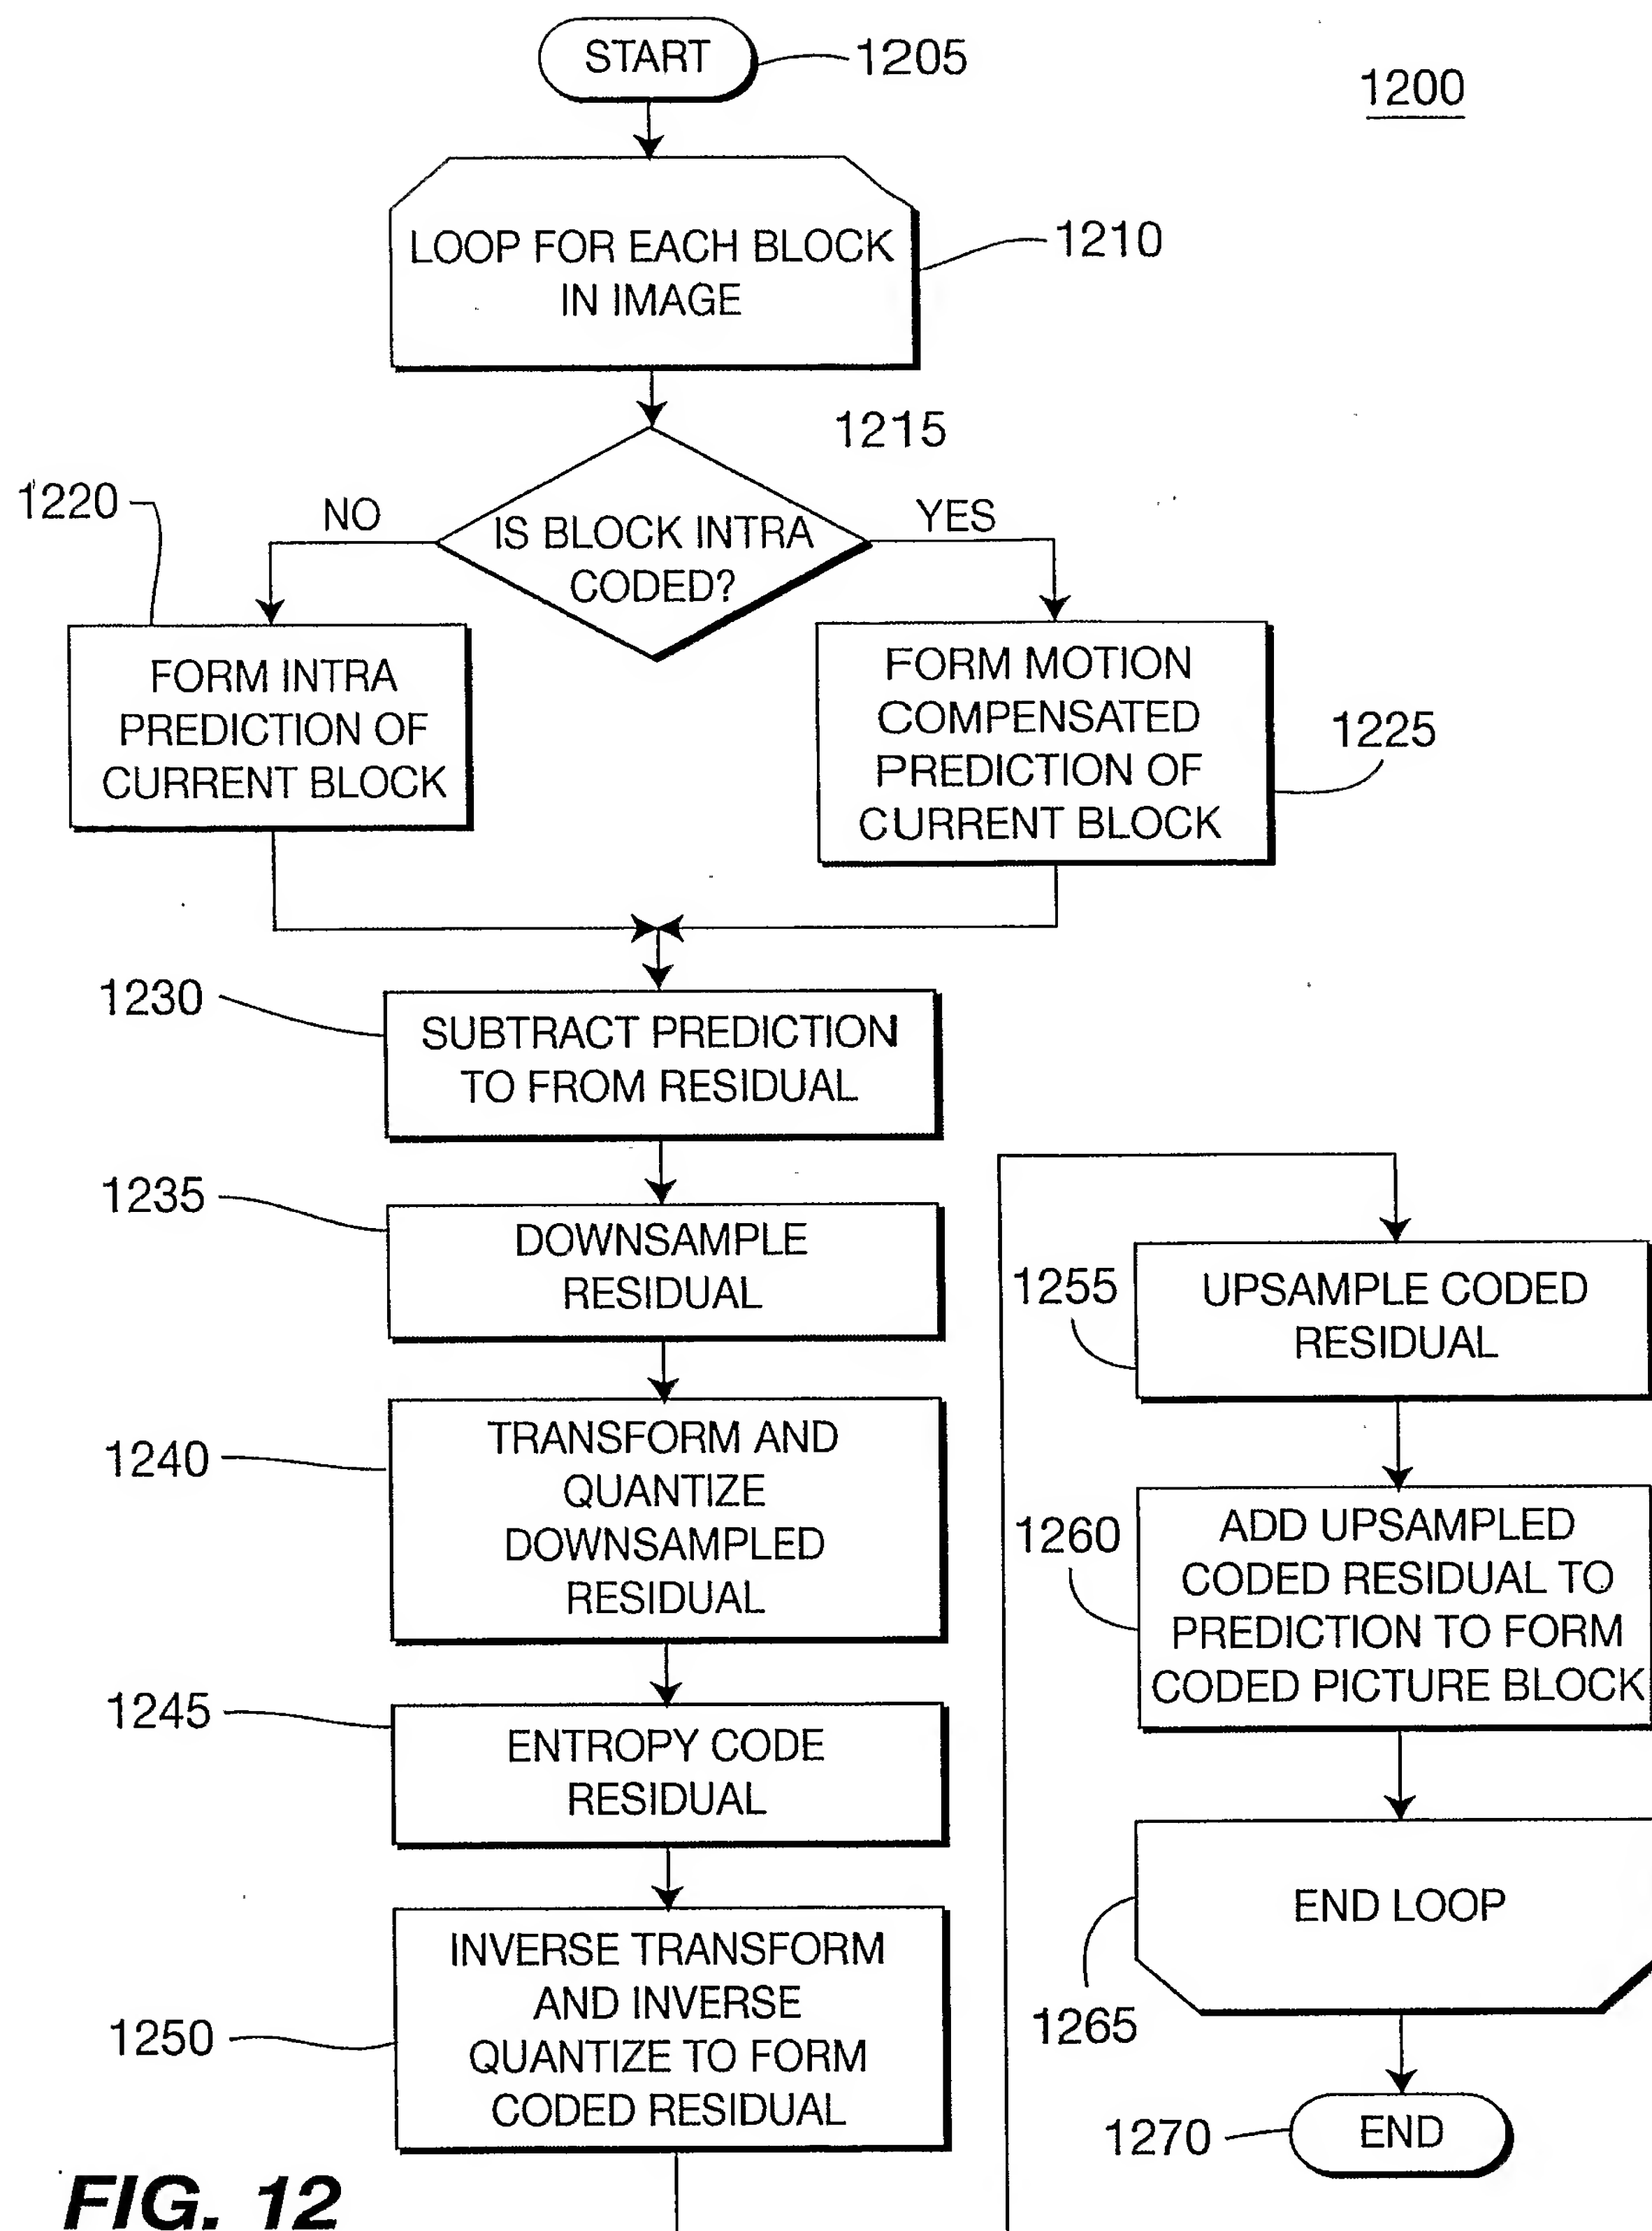 START
1205
1200
LOOP FOR EACH BLOCK
IN IMAGE
1210
1215
1220
NO
IS BLOCK INTRA
CODED?
YES
FORM INTRA
PREDICTION OF
CURRENT BLOCK
FORM MOTION
COMPENSATED
PREDICTION OF
CURRENT BLOCK
1225
1230
SUBTRACT PREDICTION
TO FROM RESIDUAL
1235
DOWNSAMPLE
RESIDUAL
1240
TRANSFORM AND
QUANTIZE
DOWNSAMPLED
RESIDUAL
1245
ENTROPY CODE
RESIDUAL
1250
INVERSE TRANSFORM
AND INVERSE
QUANTIZE TO FORM
CODED RESIDUAL
1255
UPSAMPLE CODED
RESIDUAL
1260
ADD UPSAMPLED
CODED RESIDUAL TO
PREDICTION TO FORM
CODED PICTURE BLOCK
END LOOP
1265
1270
END
FIG. 12